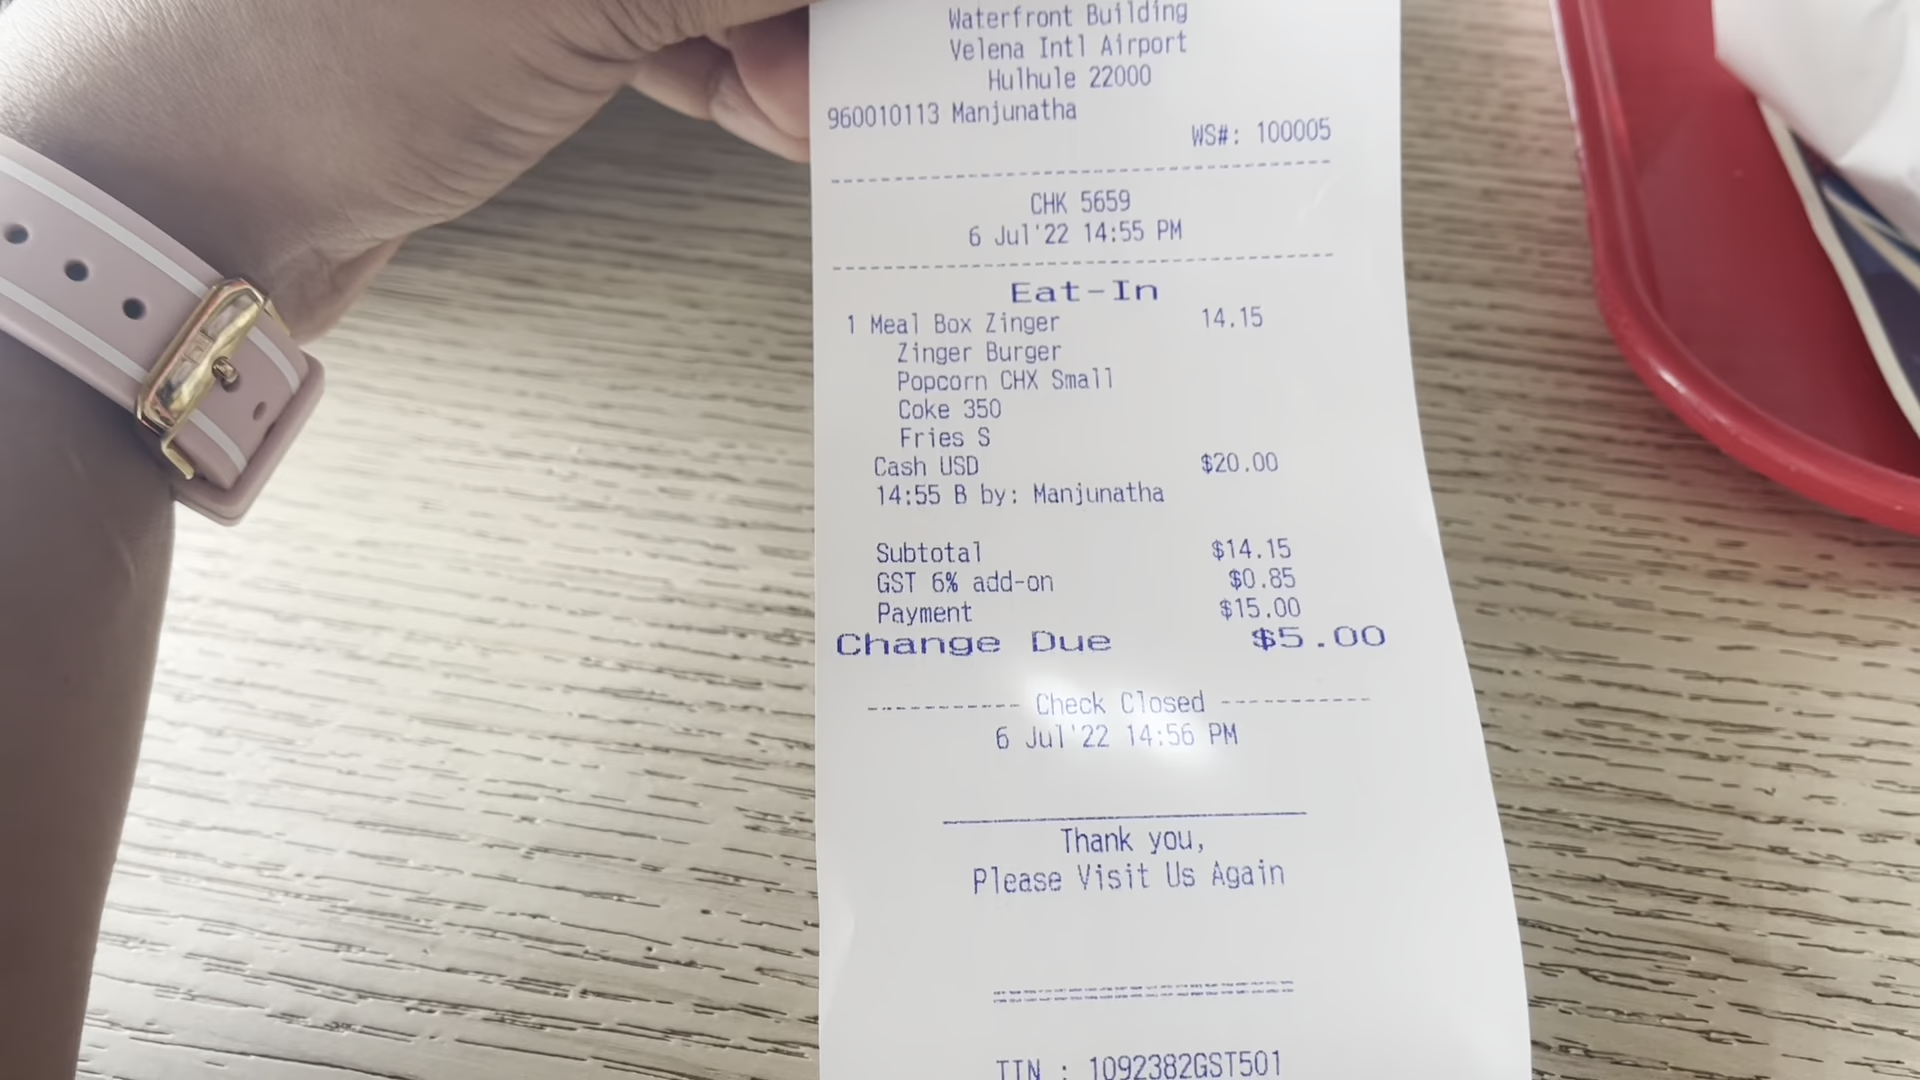 Waterfront Building
Velena Intl Airport
Hulhule 22000
960010113 Manjunatha
WS#: 100005
CHK 5659
6 Jul'22 14:55 PM
Eat-In
1 Meal Box Zinger 14.15
Zinger Burger
Popcorn CHX Small
Coke 350
Fries S
Cash USD $20.00
14:55 B by: Manjunatha
Subtotal $14.15
GST 6% add-on $0.85
Payment $15.00
Change Due $5.00
----------- Check Closed -----------
6 Jul'22 14:56 PM
Thank you,
Please Visit Us Again
TIN : 1092382GST501